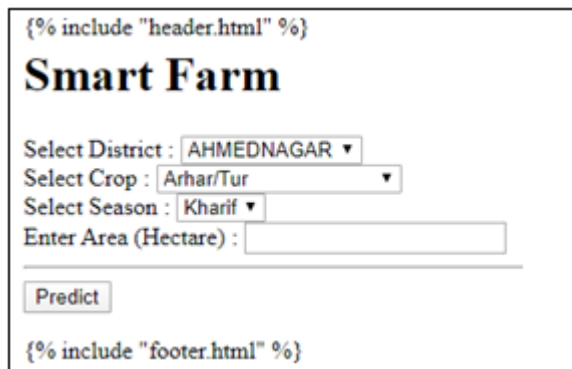 {% include "header.html" %}
Smart Farm
Select District : AHMEDNAGAR ▼
Select Crop : Arhar/Tur ▼
Select Season : Kharif ▼
Enter Area (Hectare) :
Predict
{% include "footer.html" %}